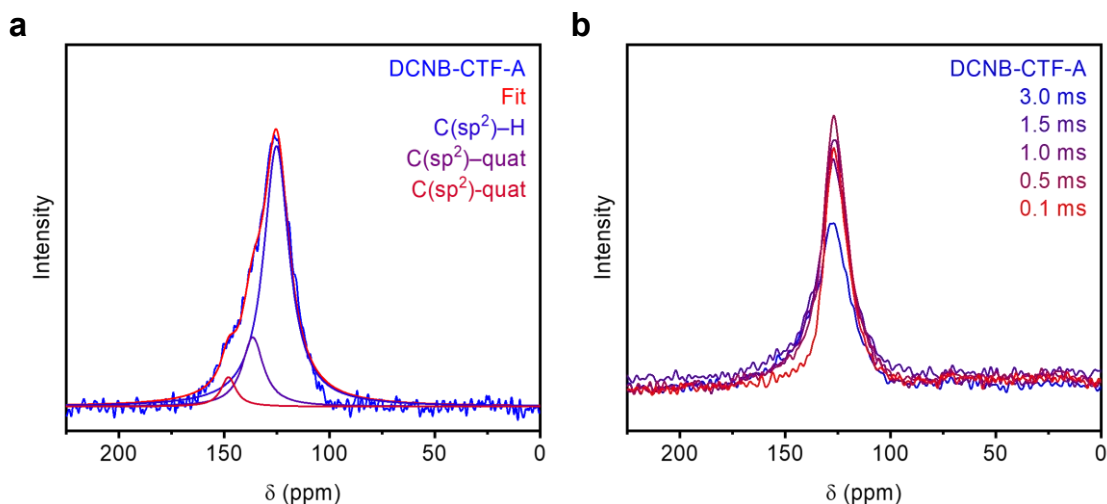 a
DCNB-CTF-A
Fit
C(sp²)–H
C(sp²)–quat
C(sp²)-quat
Intensity
200 150 100 50 0
δ (ppm)
b
DCNB-CTF-A
3.0 ms
1.5 ms
1.0 ms
0.5 ms
0.1 ms
Intensity
200 150 100 50 0
δ (ppm)